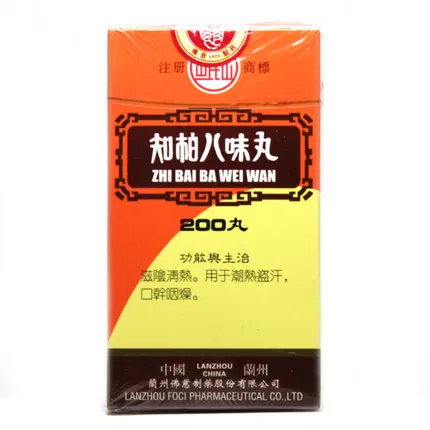 註册 商標
知柏八味丸
ZHI BAI BA WEI WAN
200丸
功能與主治
滋陰清熱。用于潮熱盗汗，
口幹咽燥。
中國 LANZHOU CHINA 蘭州
蘭州佛慈制藥股份有限公司
LANZHOU FOCI PHARMACEUTICAL CO.,LTD